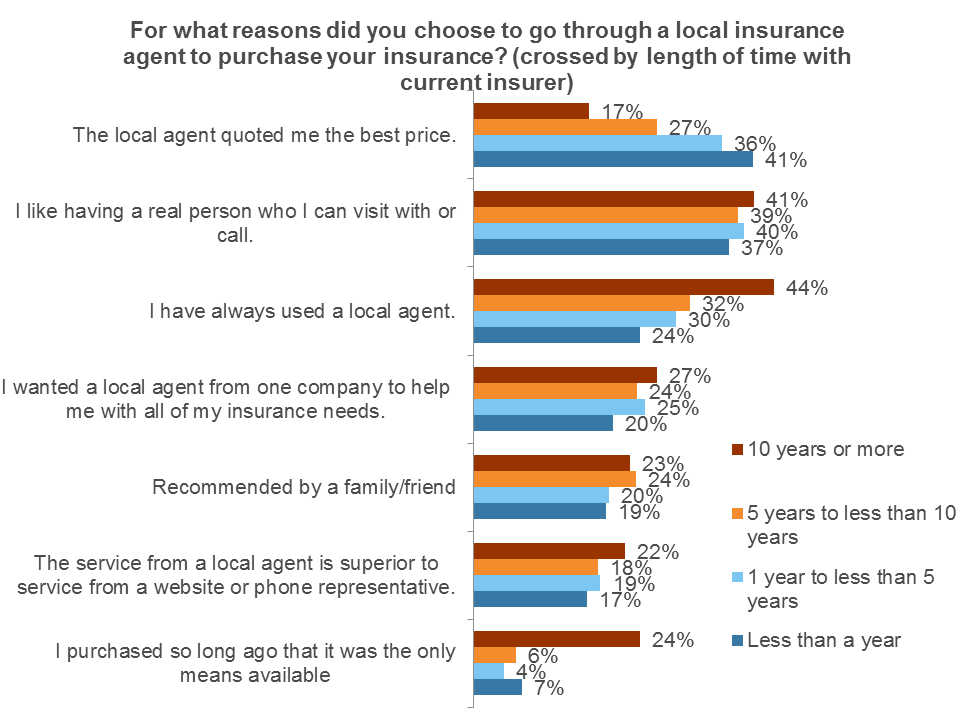 For what reasons did you choose to go through a local insurance
agent to purchase your insurance? (crossed by length of time with
current insurer)
The local agent quoted me the best price.
17%
27%
36%
41%
I like having a real person who I can visit with or
call.
41%
39%
40%
37%
I have always used a local agent.
44%
32%
30%
24%
I wanted a local agent from one company to help
me with all of my insurance needs.
27%
24%
25%
20%
Recommended by a family/friend
23%
24%
20%
19%
The service from a local agent is superior to
service from a website or phone representative.
22%
18%
19%
17%
I purchased so long ago that it was the only
means available
24%
6%
4%
7%
10 years or more
5 years to less than 10
years
1 year to less than 5
years
Less than a year